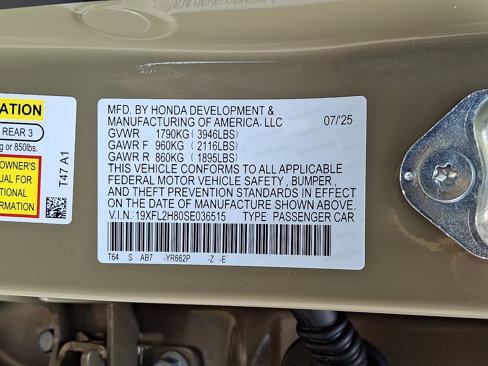 MFD. BY HONDA DEVELOPMENT &
MANUFACTURING OF AMERICA, LLC 07/'25
GVWR 1790KG (3946LBS)
GAWR F 960KG (2116LBS)
GAWR R 860KG (1895LBS)
THIS VEHICLE CONFORMS TO ALL APPLICABLE
FEDERAL MOTOR VEHICLE SAFETY, BUMPER,
AND THEFT PREVENTION STANDARDS IN EFFECT
ON THE DATE OF MANUFACTURE SHOWN ABOVE.
V.I.N. 19XFL2H80SE036515 TYPE: PASSENGER CAR
T64 S AB7 -YR662P -Z -E
ATION
REAR 3
or 850lbs.
OWNER'S
UAL FOR
TIONAL
RMATION
T47 A1